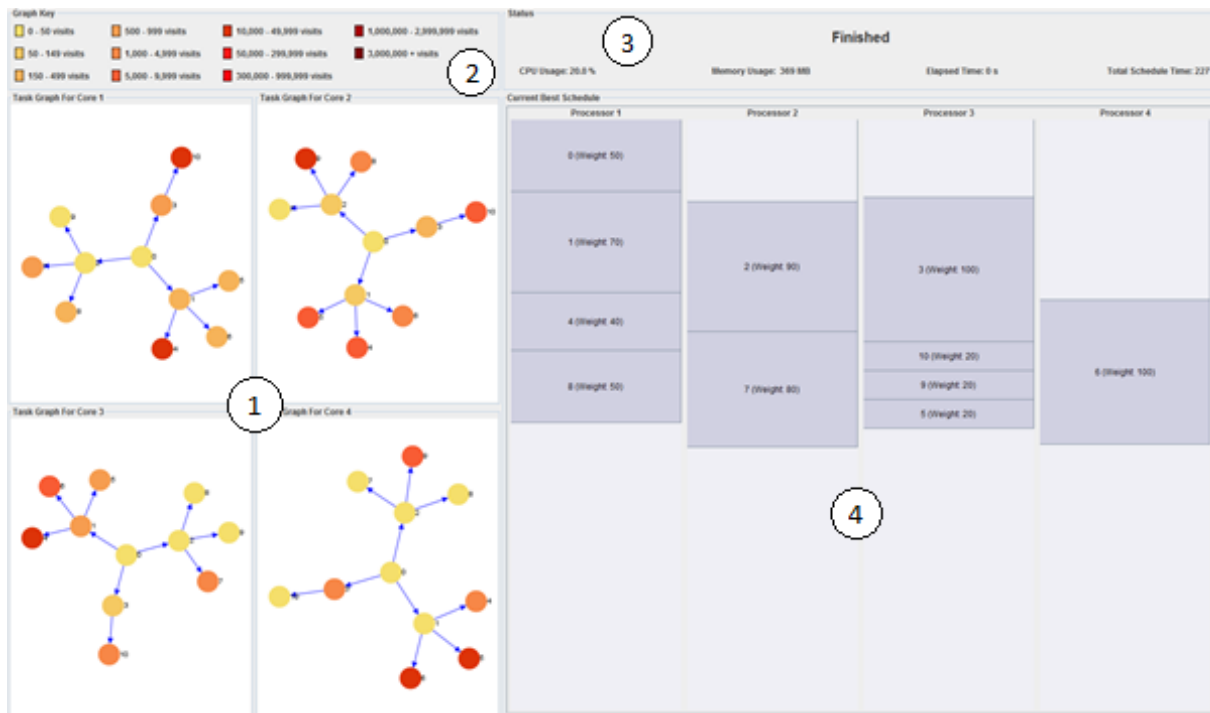 Graph Key
0 - 50 visits
500 - 999 visits
10,000 - 49,999 visits
1,000,000 - 2,999,999 visits
50 - 149 visits
1,000 - 4,999 visits
50,000 - 299,999 visits
3,000,000 + visits
150 - 499 visits
5,000 - 9,999 visits
300,000 - 999,999 visits
2
Status
3
Finished
CPU Usage: 20.0 %
Memory Usage: 369 MB
Elapsed Time: 0 s
Total Schedule Time: 227
Task Graph For Core 1
Task Graph For Core 2
1
Task Graph For Core 3
Graph For Core 4
Current Best Schedule
Processor 1
Processor 2
Processor 3
Processor 4
0 (Weight: 50)
1 (Weight: 70)
4 (Weight: 40)
8 (Weight: 50)
2 (Weight: 90)
7 (Weight: 80)
3 (Weight: 100)
10 (Weight: 20)
9 (Weight: 20)
5 (Weight: 20)
6 (Weight: 100)
4